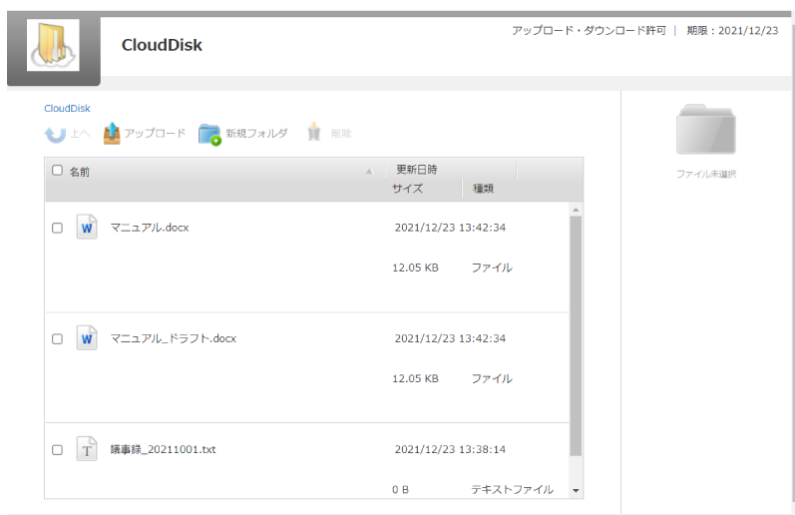 CloudDisk
アップロード・ダウンロード許可 | 期限:2021/12/23
CloudDisk
上へ アップロード 新規フォルダ 削除
名前 更新日時
サイズ 種類
マニュアル.docx 2021/12/23 13:42:34
12.05 KB ファイル
マニュアル_ドラフト.docx 2021/12/23 13:42:34
12.05 KB ファイル
議事録_20211001.txt 2021/12/23 13:38:14
0 B テキストファイル
ファイル未選択